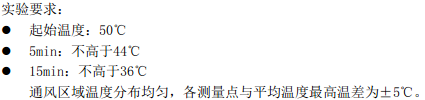 实验要求：
● 起始温度：50℃
● 5min：不高于44℃
● 15min：不高于36℃
通风区域温度分布均匀，各测量点与平均温度最高温差为±5℃。